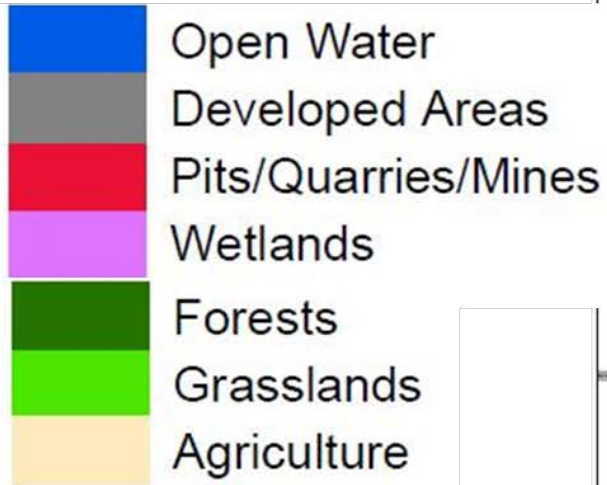 Open Water
Developed Areas
Pits/Quarries/Mines
Wetlands
Forests
Grasslands
Agriculture